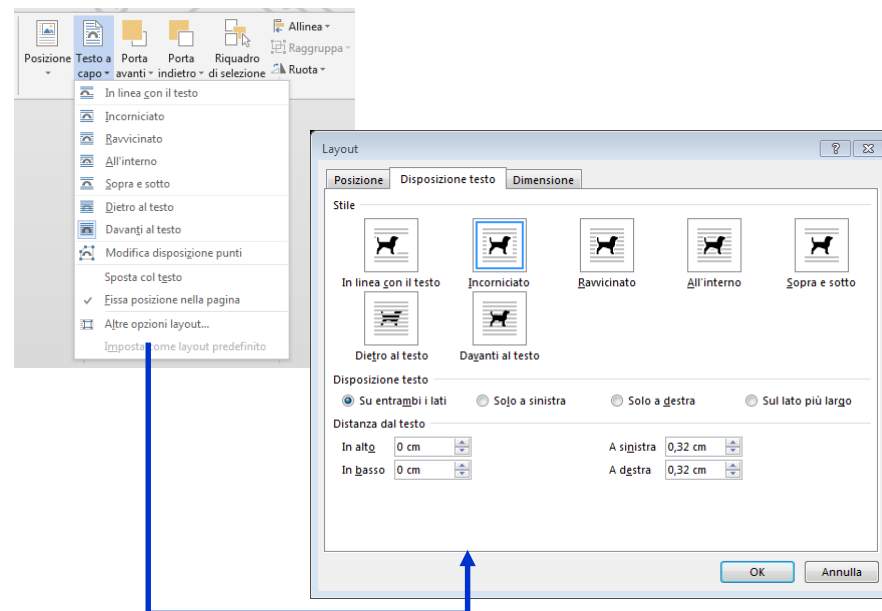 Posizione Testo a capo Porta avanti Porta indietro Riquadro di selezione
Allinea
Raggruppa
Ruota
In linea con il testo
Incorniciato
Ravvicinato
All'interno
Sopra e sotto
Dietro al testo
Davanti al testo
Modifica disposizione punti
Sposta col testo
Fissa posizione nella pagina
Altre opzioni layout...
Imposta come layout predefinito
Layout
Posizione Disposizione testo Dimensione
Stile
In linea con il testo Incorniciato Ravvicinato All'interno Sopra e sotto
Dietro al testo Davanti al testo
Disposizione testo
Su entrambi i lati Solo a sinistra Solo a destra Sul lato più largo
Distanza dal testo
In alto 0 cm A sinistra 0,32 cm
In basso 0 cm A destra 0,32 cm
OK Annulla